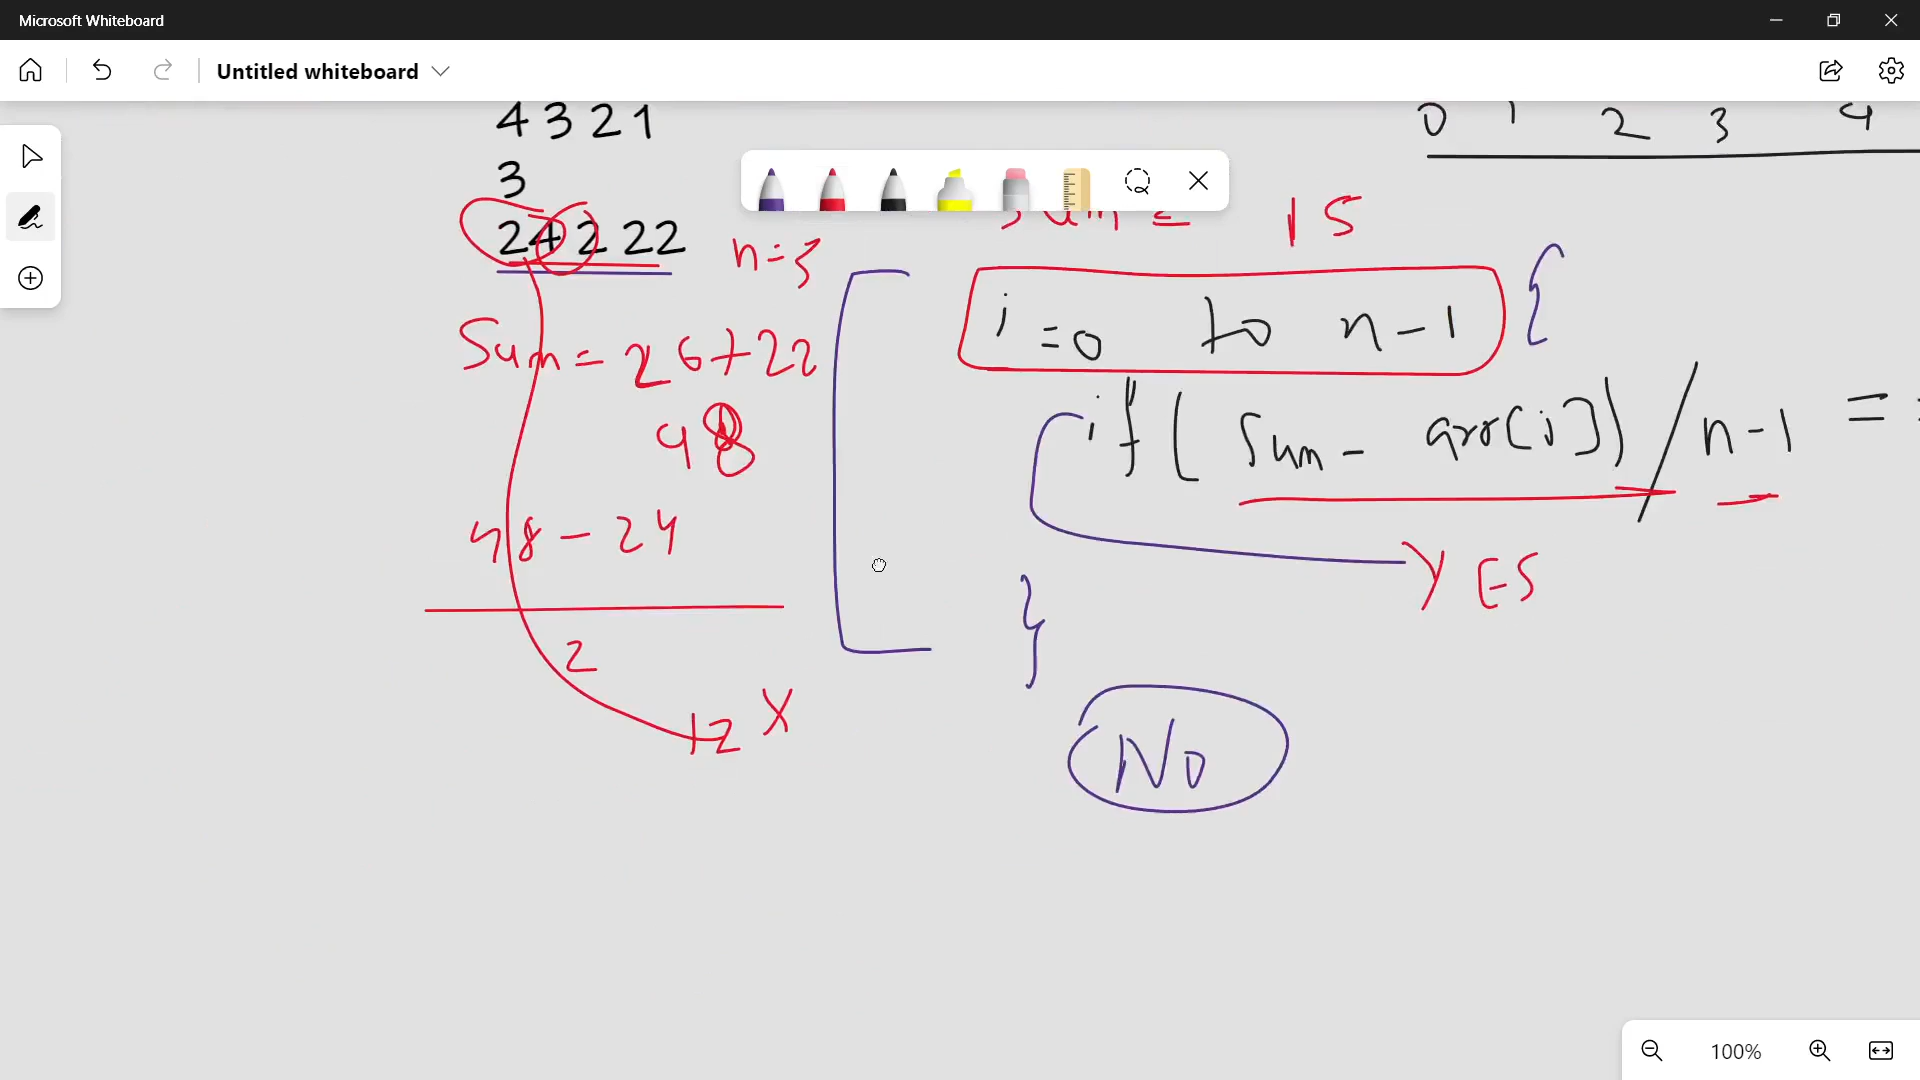 Microsoft Whiteboard
Untitled whiteboard
4 3 2 1
0 1 2 3 4
3
24 2 22
n=3
Sum = 15
i=0 to n-1 {
Sum = 26+22
48
if( Sum - arr[i])/n-1 =
48 - 24
YES
}
2
12 X
No
100%